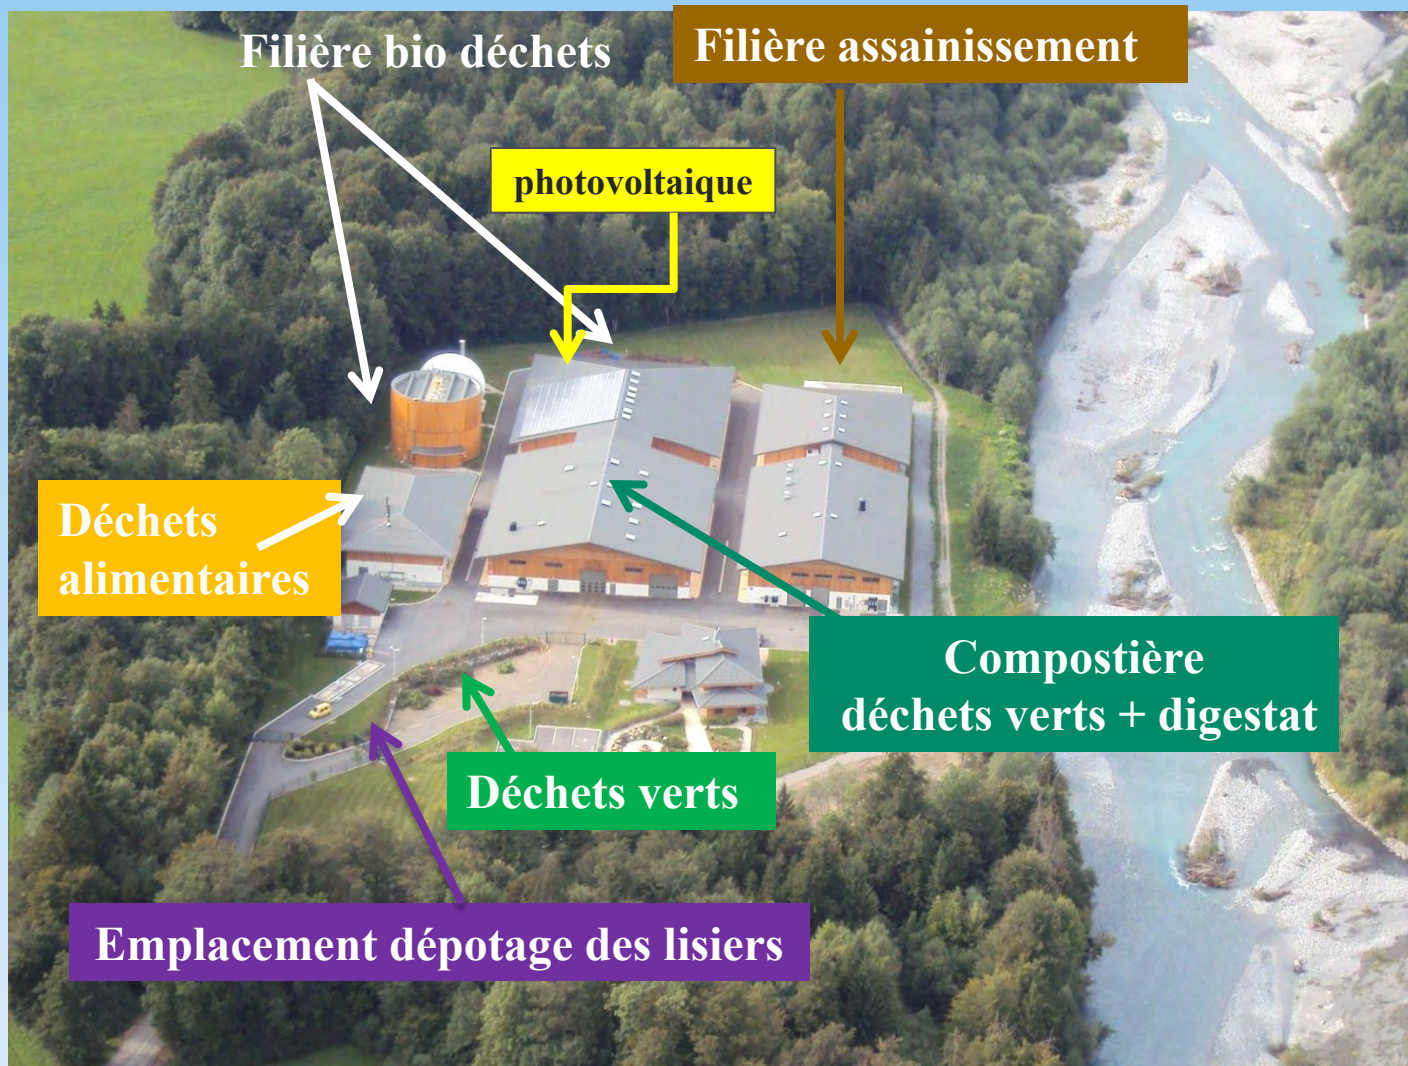 Filière bio déchets
Filière assainissement
photovoltaique
Déchets
alimentaires
Compostière
déchets verts + digestat
Déchets verts
Emplacement dépotage des lisiers